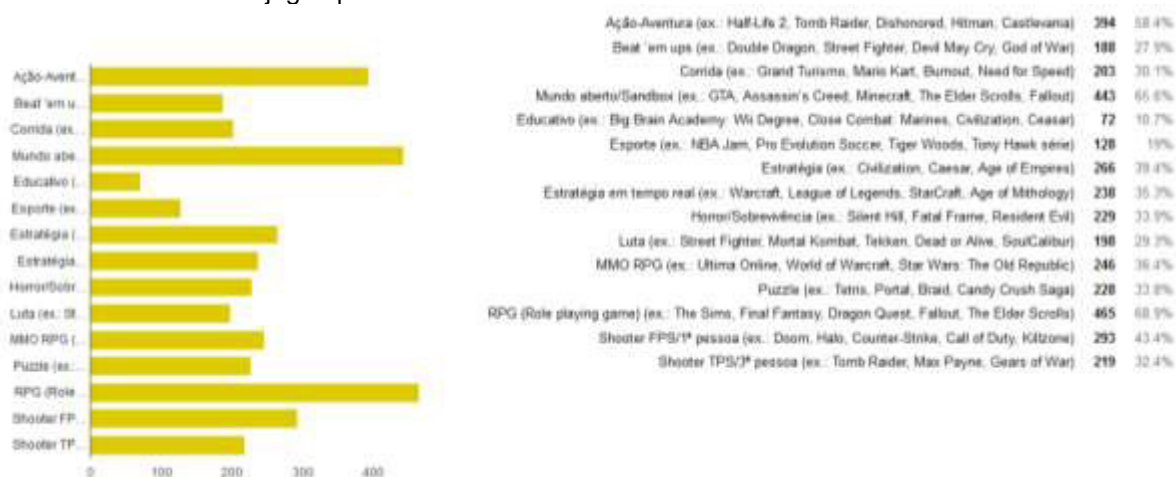 Ação-Aventura (ex.: Half-Life 2, Tomb Raider, Dishonored, Hitman, Castlevania) 394 58.4%
Beat 'em ups (ex.: Double Dragon, Street Fighter, Devil May Cry, God of War) 188 27.9%
Corrida (ex.: Grand Turismo, Mario Kart, Burnout, Need for Speed) 203 30.1%
Mundo aberto/Sandbox (ex.: GTA, Assassin's Creed, Minecraft, The Elder Scrolls, Fallout) 443 65.6%
Educativo (ex.: Big Brain Academy: Wii Degree, Close Combat: Marines, Civilization, Ceasar) 72 10.7%
Esporte (ex.: NBA Jam, Pro Evolution Soccer, Tiger Woods, Tony Hawk série) 128 19%
Estratégia (ex.: Civilization, Caesar, Age of Empires) 266 39.4%
Estratégia em tempo real (ex.: Warcraft, League of Legends, StarCraft, Age of Mithology) 238 35.3%
Horror/Sobrevivência (ex.: Silent Hill, Fatal Frame, Resident Evil) 229 33.9%
Luta (ex.: Street Fighter, Mortal Kombat, Tekken, Dead or Alive, SoulCalibur) 198 29.3%
MMO RPG (ex.: Ultima Online, World of Warcraft, Star Wars: The Old Republic) 246 36.4%
Puzzle (ex.: Tetris, Portal, Braid, Candy Crush Saga) 228 33.8%
RPG (Role playing game) (ex.: The Sims, Final Fantasy, Dragon Quest, Fallout, The Elder Scrolls) 465 68.9%
Shooter FPS/1ª pessoa (ex.: Doom, Halo, Counter-Strike, Call of Duty, Killzone) 293 43.4%
Shooter TPS/3ª pessoa (ex.: Tomb Raider, Max Payne, Gears of War) 219 32.4%
Ação-Avent...
Beat 'em u...
Corrida (ex...
Mundo abe...
Educativo (...
Esporte (ex...
Estratégia (...
Estratégia...
Horror/Sobr...
Luta (ex.: St...
MMO RPG (...
Puzzle (ex.:...
RPG (Role...
Shooter FP...
Shooter TP...
0 100 200 300 400